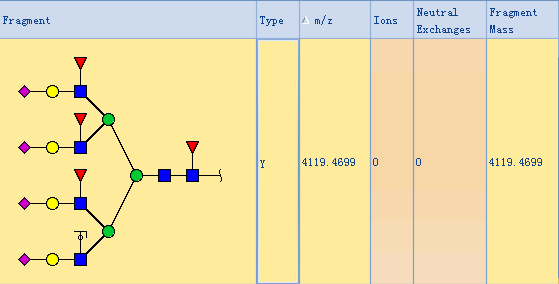 Fragment
Type
△ m/z
Ions
Neutral
Exchanges
Fragment
Mass
Y
4119.4699
0
0
4119.4699